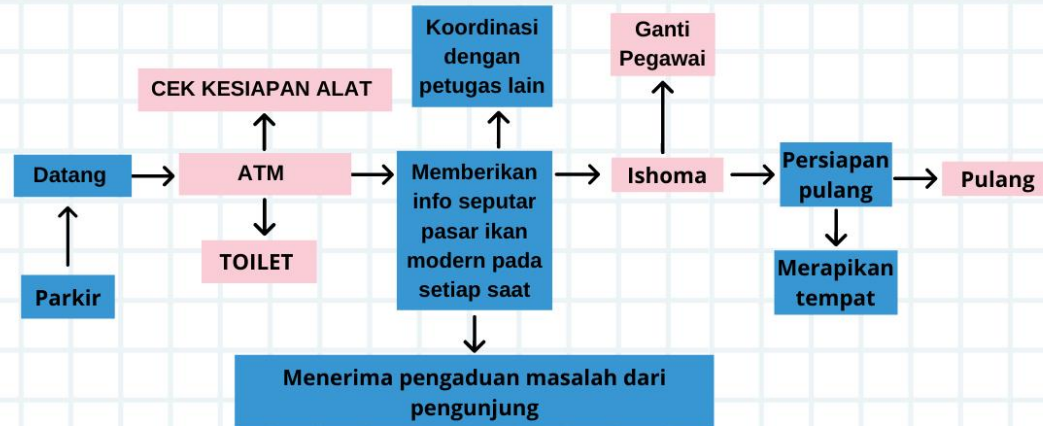 Koordinasi
dengan
petugas lain
Ganti
Pegawai
CEK KESIAPAN ALAT
Datang
ATM
Memberikan
info seputar
pasar ikan
modern pada
setiap saat
Ishoma
Persiapan
pulang
Pulang
TOILET
Parkir
Merapikan
tempat
Menerima pengaduan masalah dari
pengunjung